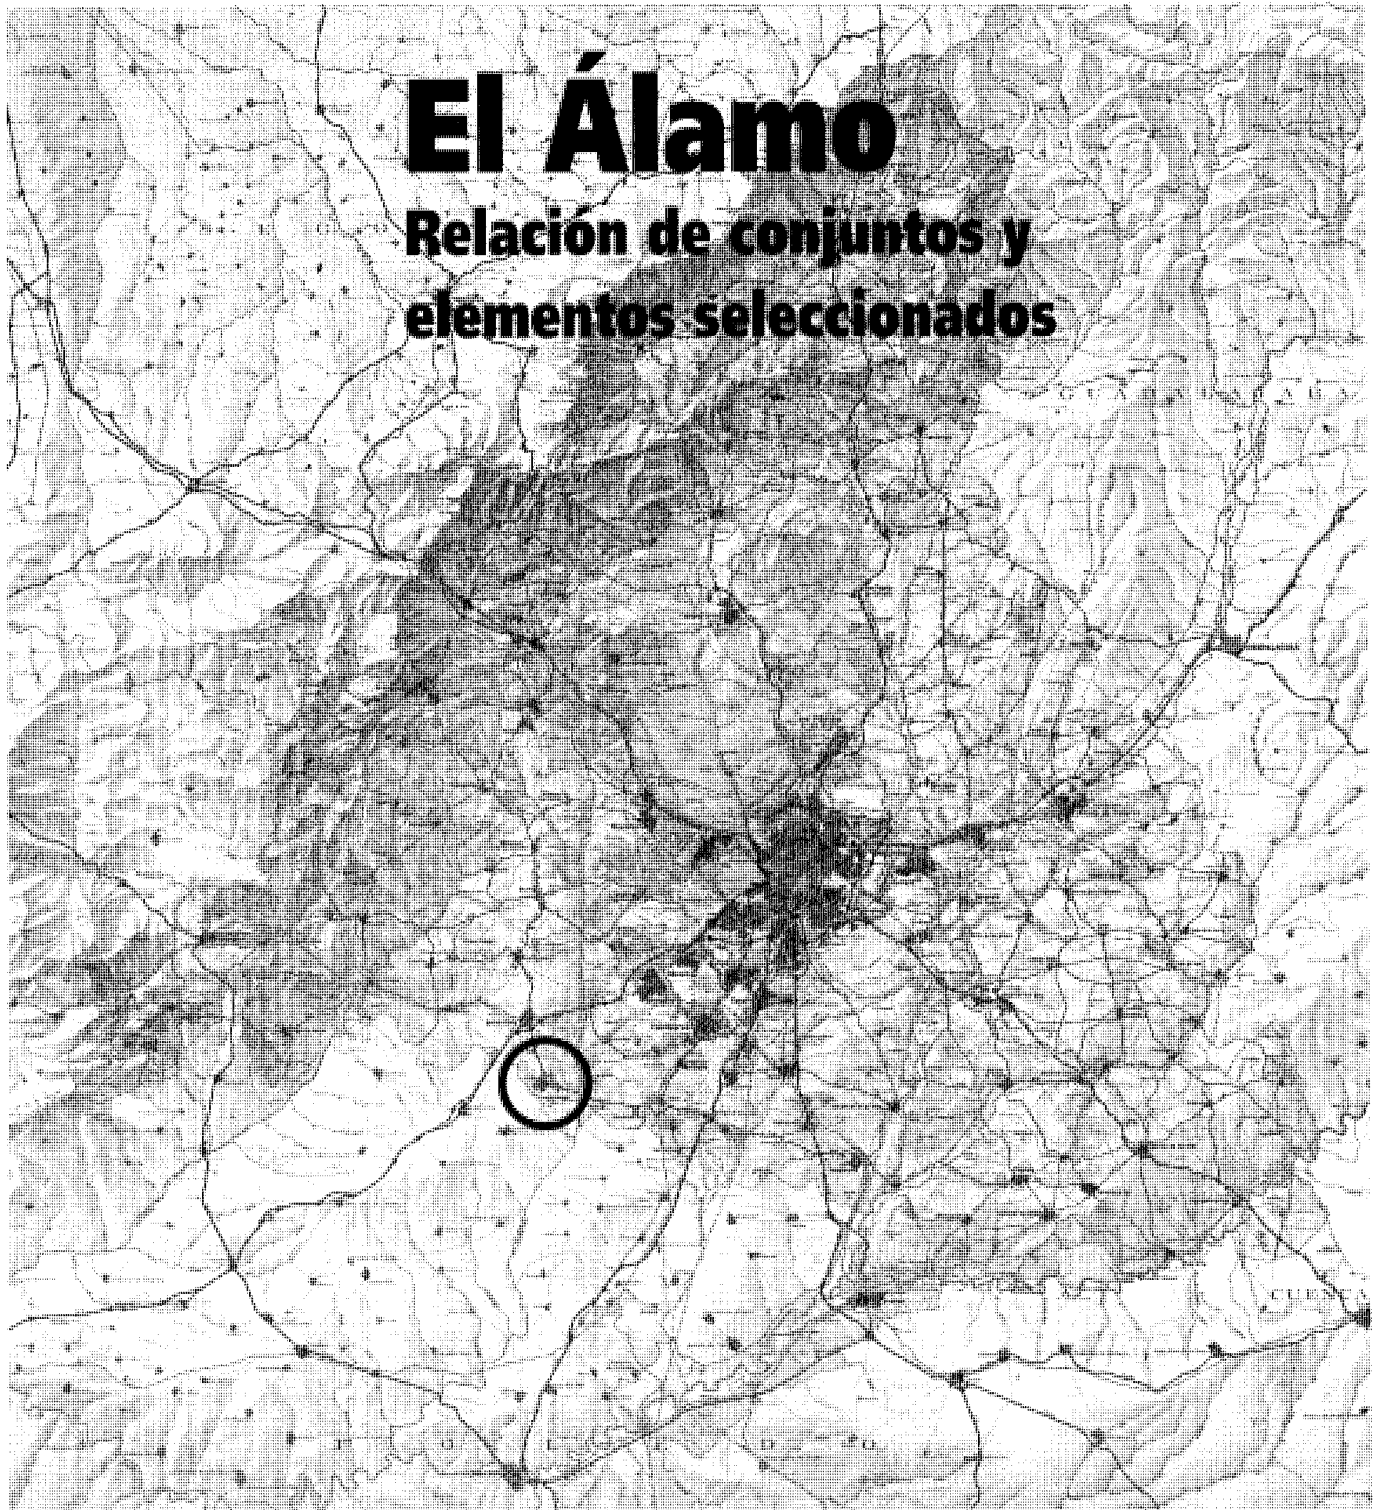 El Álamo
Relación de conjuntos y
elementos seleccionados